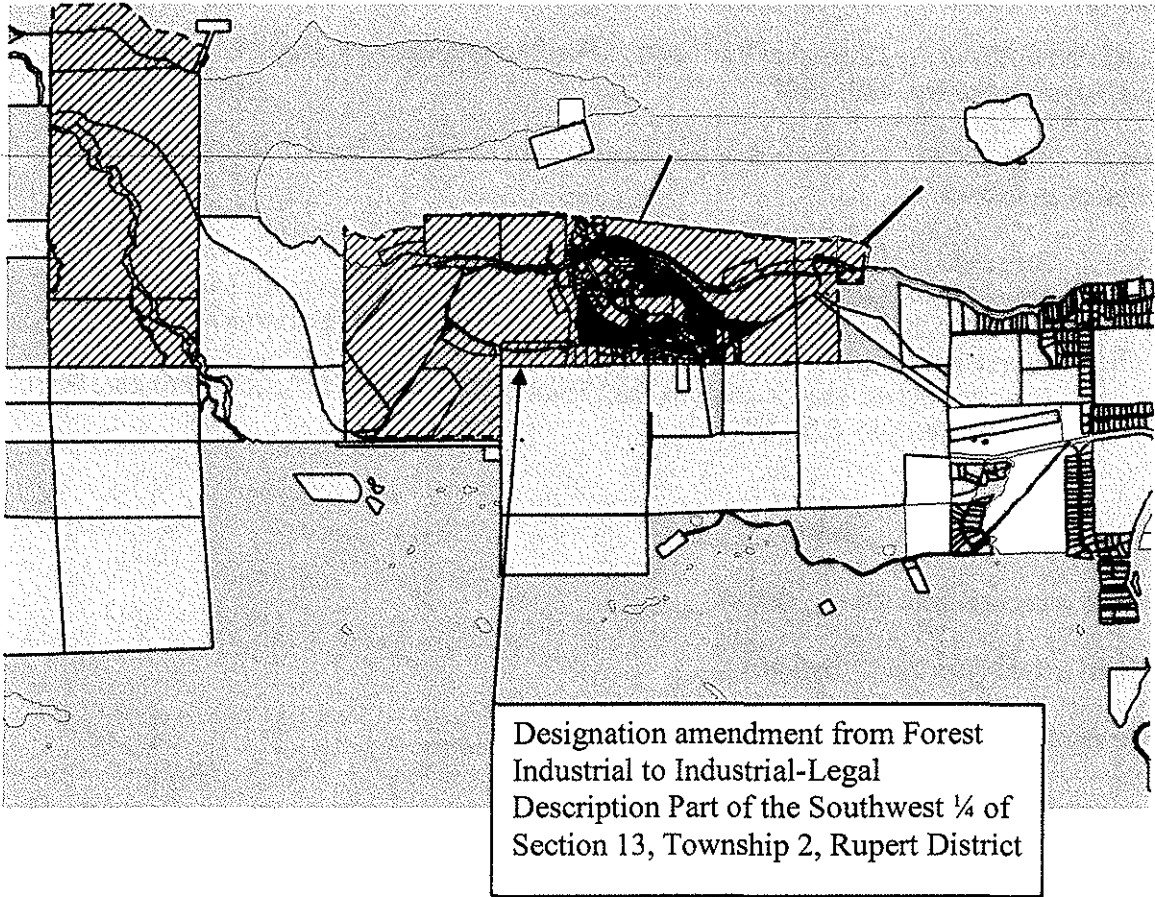 Designation amendment from Forest
Industrial to Industrial-Legal
Description Part of the Southwest ¼ of
Section 13, Township 2, Rupert District